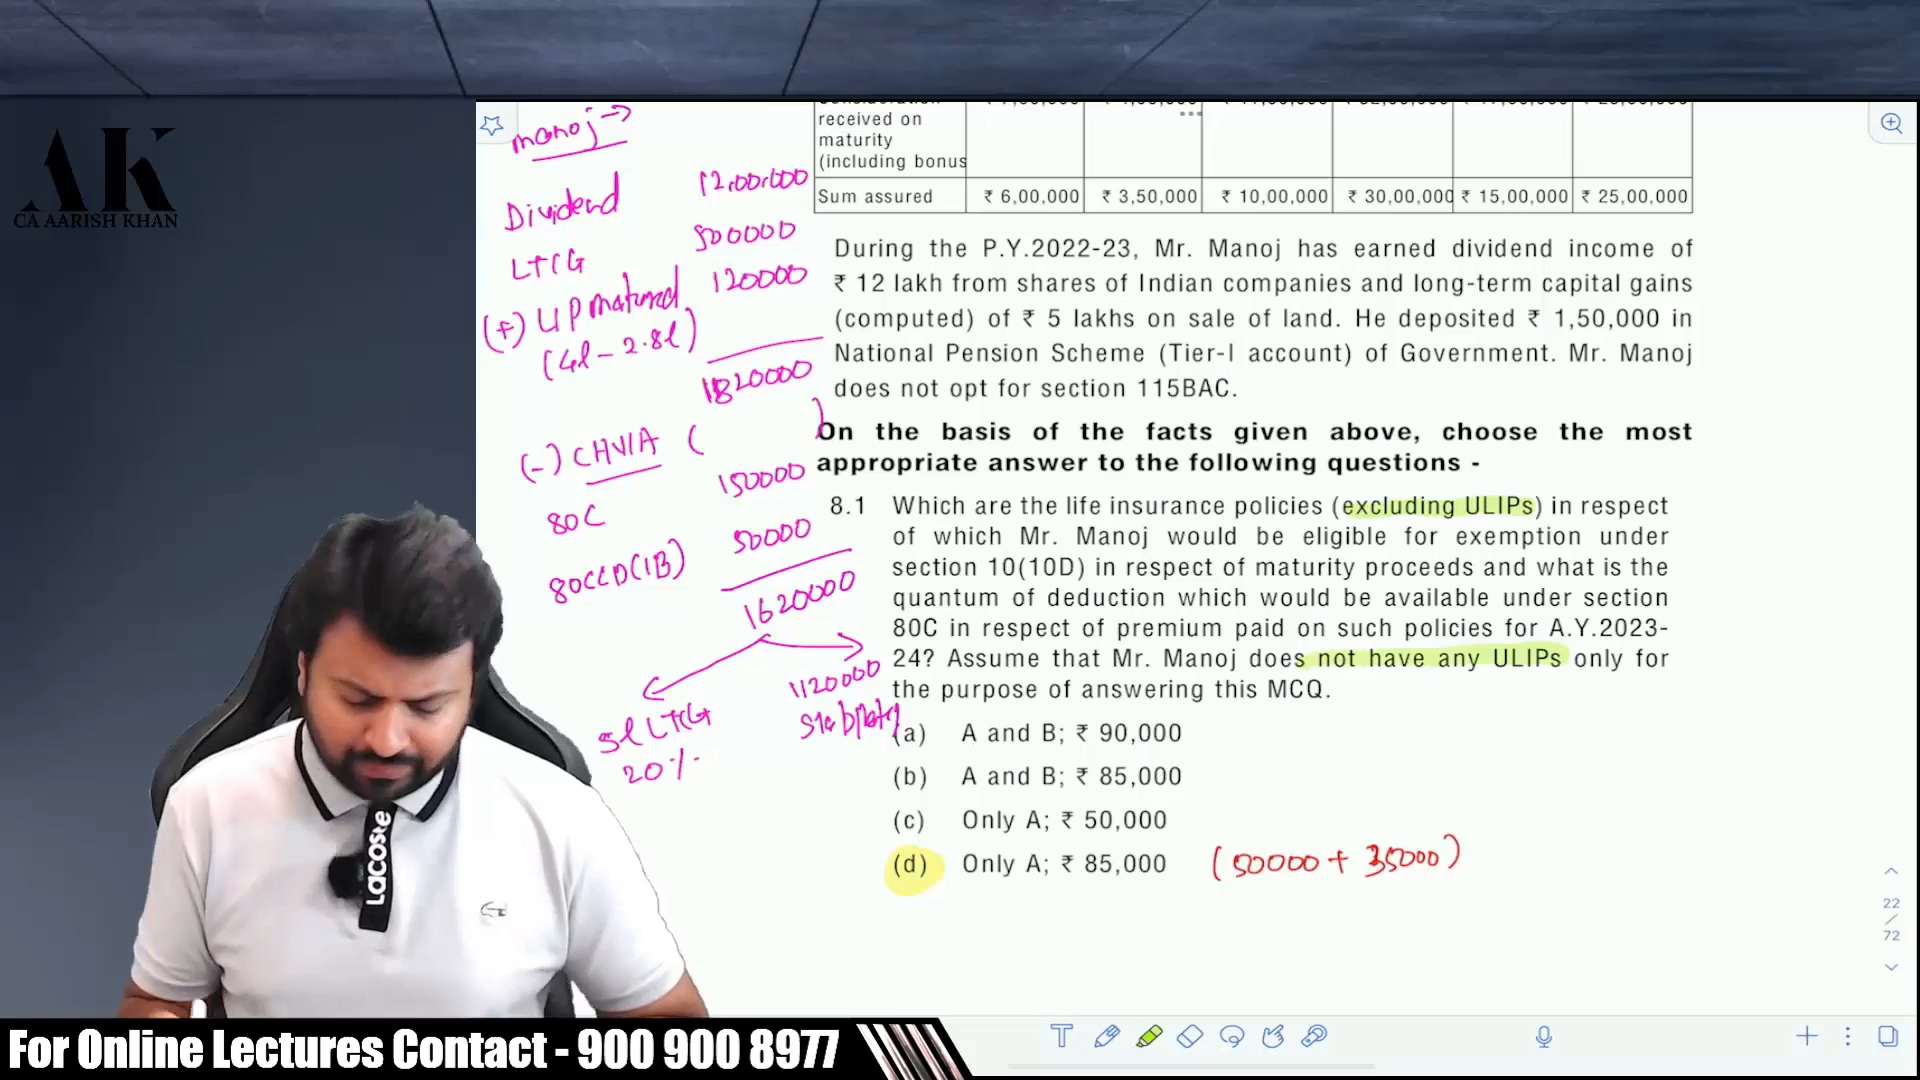 AK
CA AARISH KHAN
manoj →
Dividend 12,00,000
LTCG 500000
(+) LIP matured 120000
(4l - 2.8l)
1820000
(-) CHVIA ( )
80C 150000
80CCD(1B) 50000
1620000
5l LTCG
20%
1120000
Slab rate
received on
maturity
(including bonus
Sum assured ₹ 6,00,000 ₹ 3,50,000 ₹ 10,00,000 ₹ 30,00,000 ₹ 15,00,000 ₹ 25,00,000
During the P.Y.2022-23, Mr. Manoj has earned dividend income of
₹ 12 lakh from shares of Indian companies and long-term capital gains
(computed) of ₹ 5 lakhs on sale of land. He deposited ₹ 1,50,000 in
National Pension Scheme (Tier-I account) of Government. Mr. Manoj
does not opt for section 115BAC.
On the basis of the facts given above, choose the most
appropriate answer to the following questions -
8.1 Which are the life insurance policies (excluding ULIPs) in respect
of which Mr. Manoj would be eligible for exemption under
section 10(10D) in respect of maturity proceeds and what is the
quantum of deduction which would be available under section
80C in respect of premium paid on such policies for A.Y.2023-
24? Assume that Mr. Manoj does not have any ULIPs only for
the purpose of answering this MCQ.
(a) A and B; ₹ 90,000
(b) A and B; ₹ 85,000
(c) Only A; ₹ 50,000
(d) Only A; ₹ 85,000 (50000 + 35000)
22
/
72
LACOSTE
For Online Lectures Contact - 900 900 8977